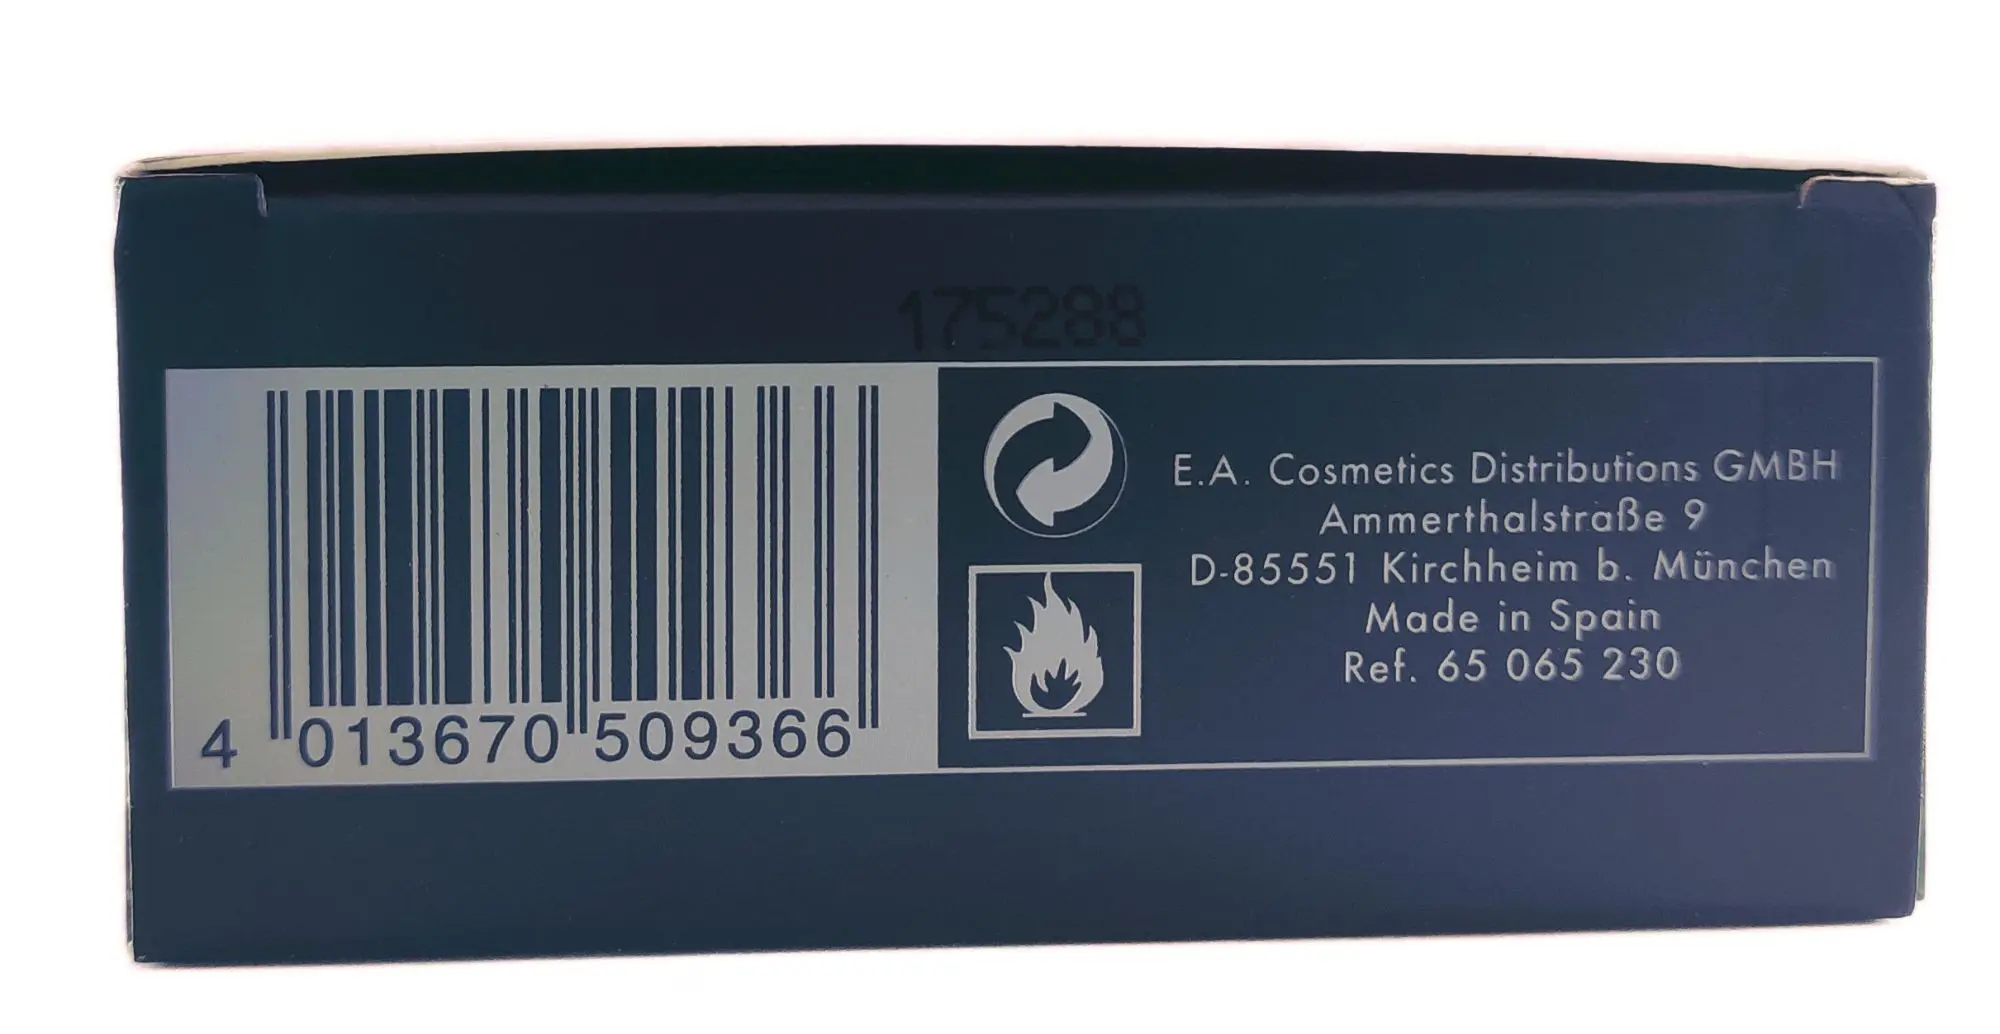 175288
4 013670 509366
E.A. Cosmetics Distributions GMBH
Ammerthalstraße 9
D-85551 Kirchheim b. München
Made in Spain
Ref. 65 065 230